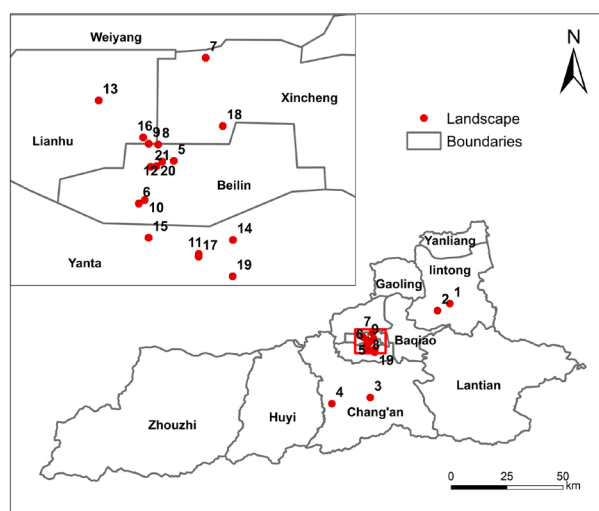 Weiyang
7
N
13
Xincheng
18
Landscape
16
9 8
Lianhu
Boundaries
21
5
12 20
Beilin
6
10
Yanliang
15
14
11 17
lintong
Yanta
Gaoling
19
2 1
7
9
6
Baqiao
8
5
19
Lantian
4
3
Chang'an
Zhouzhi
Huyi
0 25 50
km